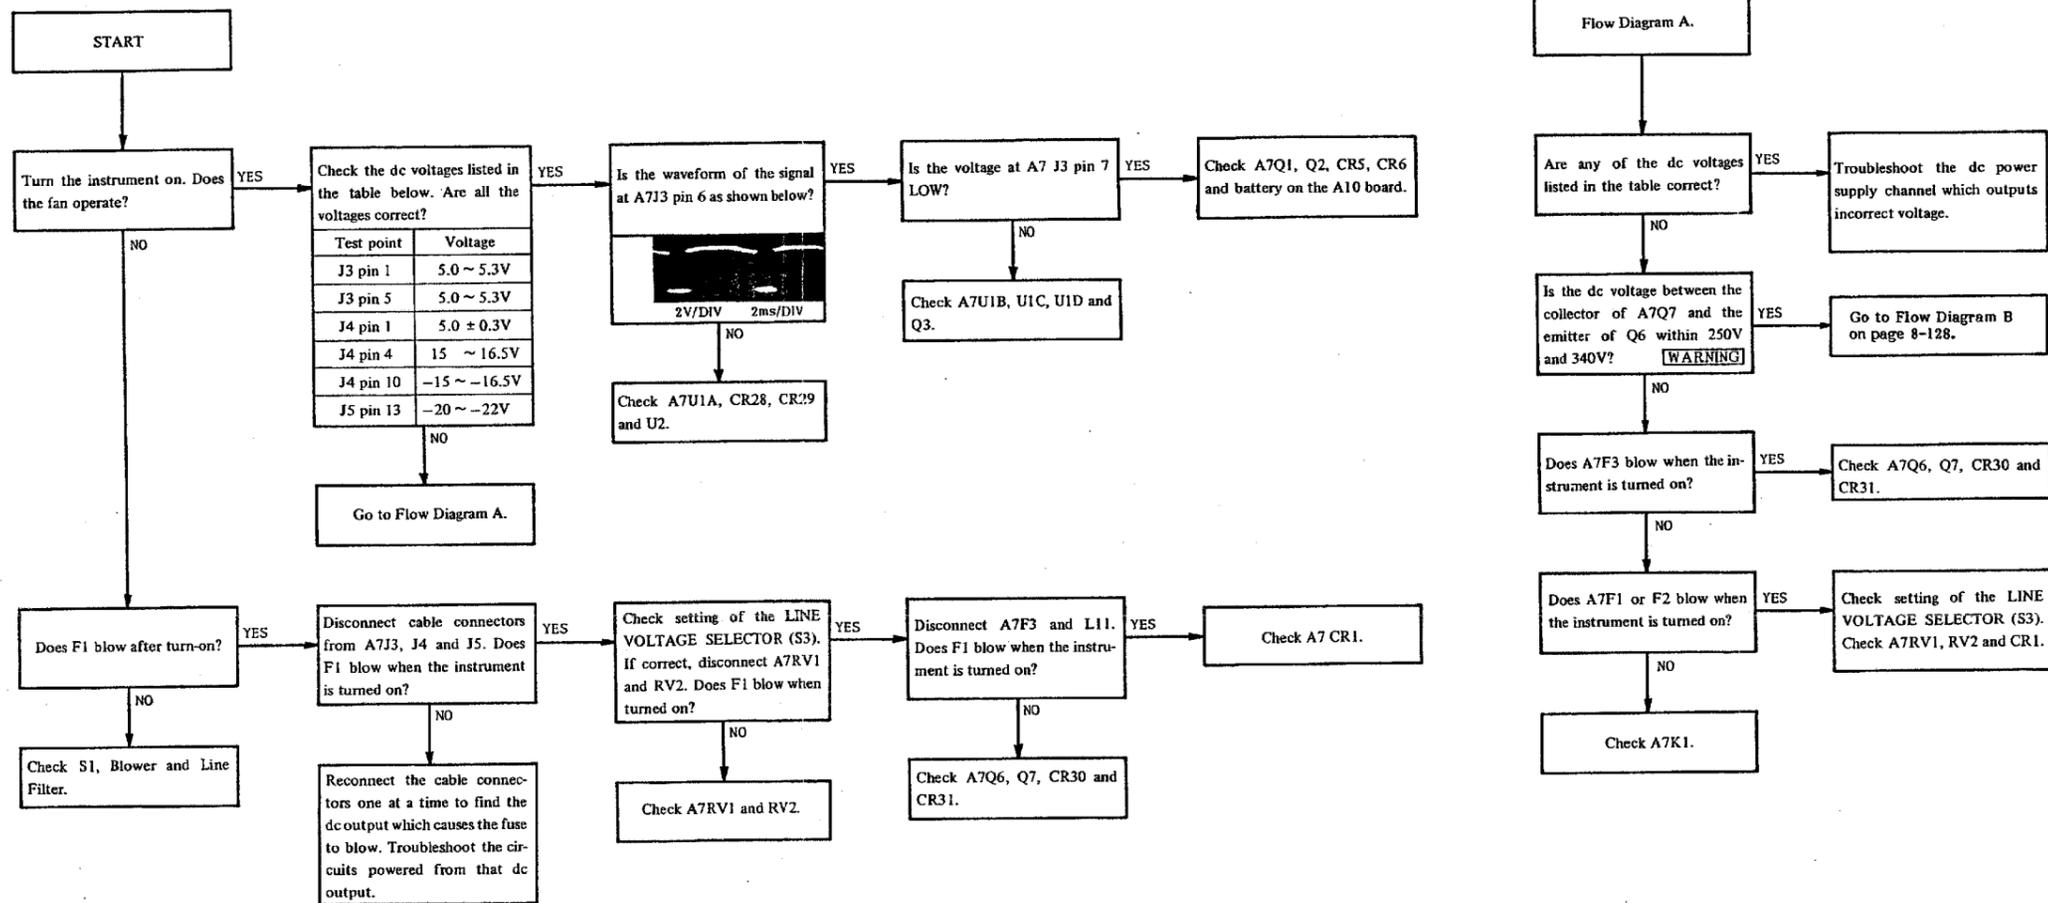 START
Turn the instrument on. Does
the fan operate?
YES
NO
Check the dc voltages listed in
the table below. Are all the
voltages correct?
Test point Voltage
J3 pin 1 5.0 ~ 5.3V
J3 pin 5 5.0 ~ 5.3V
J4 pin 1 5.0 ± 0.3V
J4 pin 4 15 ~ 16.5V
J4 pin 10 −15 ~ −16.5V
J5 pin 13 −20 ~ −22V
YES
NO
Go to Flow Diagram A.
Is the waveform of the signal
at A7J3 pin 6 as shown below?
2V/DIV 2ms/DIV
YES
NO
Check A7U1A, CR28, CR29
and U2.
Is the voltage at A7 J3 pin 7
LOW?
YES
NO
Check A7U1B, U1C, U1D and
Q3.
Check A7Q1, Q2, CR5, CR6
and battery on the A10 board.
Does F1 blow after turn-on?
YES
NO
Check S1, Blower and Line
Filter.
Disconnect cable connectors
from A7J3, J4 and J5. Does
F1 blow when the instrument
is turned on?
YES
NO
Reconnect the cable connec-
tors one at a time to find the
dc output which causes the fuse
to blow. Troubleshoot the cir-
cuits powered from that dc
output.
Check setting of the LINE
VOLTAGE SELECTOR (S3).
If correct, disconnect A7RV1
and RV2. Does F1 blow when
turned on?
YES
NO
Check A7RV1 and RV2.
Disconnect A7F3 and L11.
Does F1 blow when the instru-
ment is turned on?
YES
NO
Check A7Q6, Q7, CR30 and
CR31.
Check A7 CR1.
Flow Diagram A.
Are any of the dc voltages
listed in the table correct?
YES
NO
Troubleshoot the dc power
supply channel which outputs
incorrect voltage.
Is the dc voltage between the
collector of A7Q7 and the
emitter of Q6 within 250V
and 340V? WARNING
YES
NO
Go to Flow Diagram B
on page 8-128.
Does A7F3 blow when the in-
strument is turned on?
YES
NO
Check A7Q6, Q7, CR30 and
CR31.
Does A7F1 or F2 blow when
the instrument is turned on?
YES
NO
Check setting of the LINE
VOLTAGE SELECTOR (S3).
Check A7RV1, RV2 and CR1.
Check A7K1.